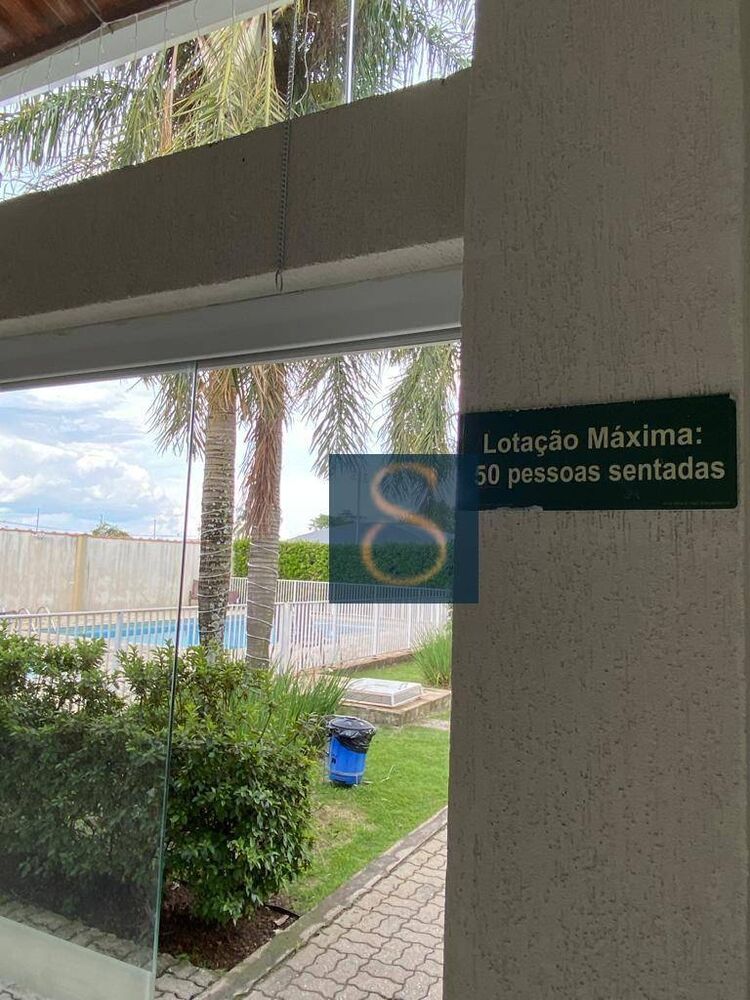 Lotação Máxima:
50 pessoas sentadas